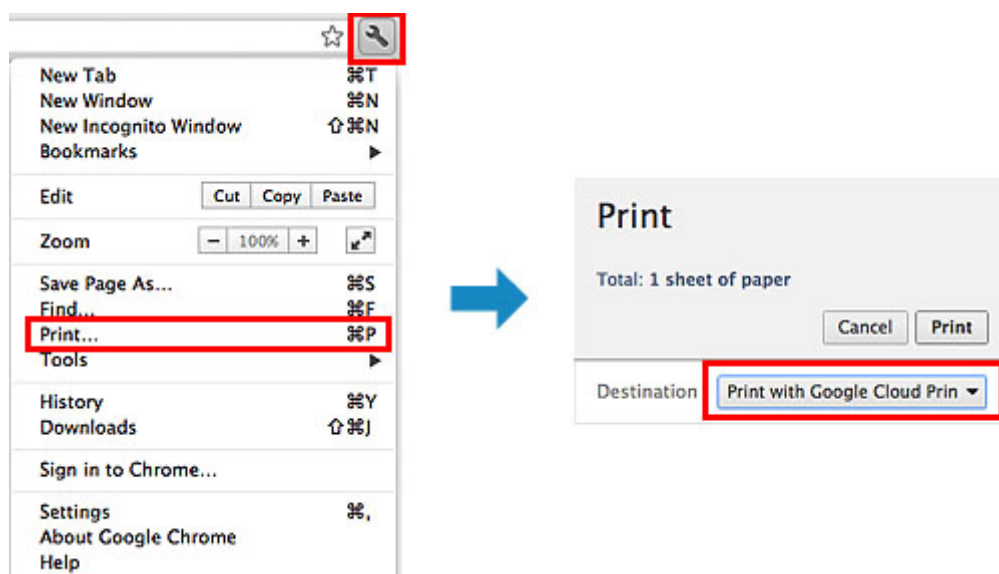 New Tab ⌘T
New Window ⌘N
New Incognito Window ⇧⌘N
Bookmarks ▶
Edit Cut Copy Paste
Zoom − 100% +
Save Page As... ⌘S
Find... ⌘F
Print... ⌘P
Tools ▶
History ⌘Y
Downloads ⇧⌘J
Sign in to Chrome...
Settings ⌘,
About Google Chrome
Help
Print
Total: 1 sheet of paper
Cancel Print
Destination Print with Google Cloud Prin